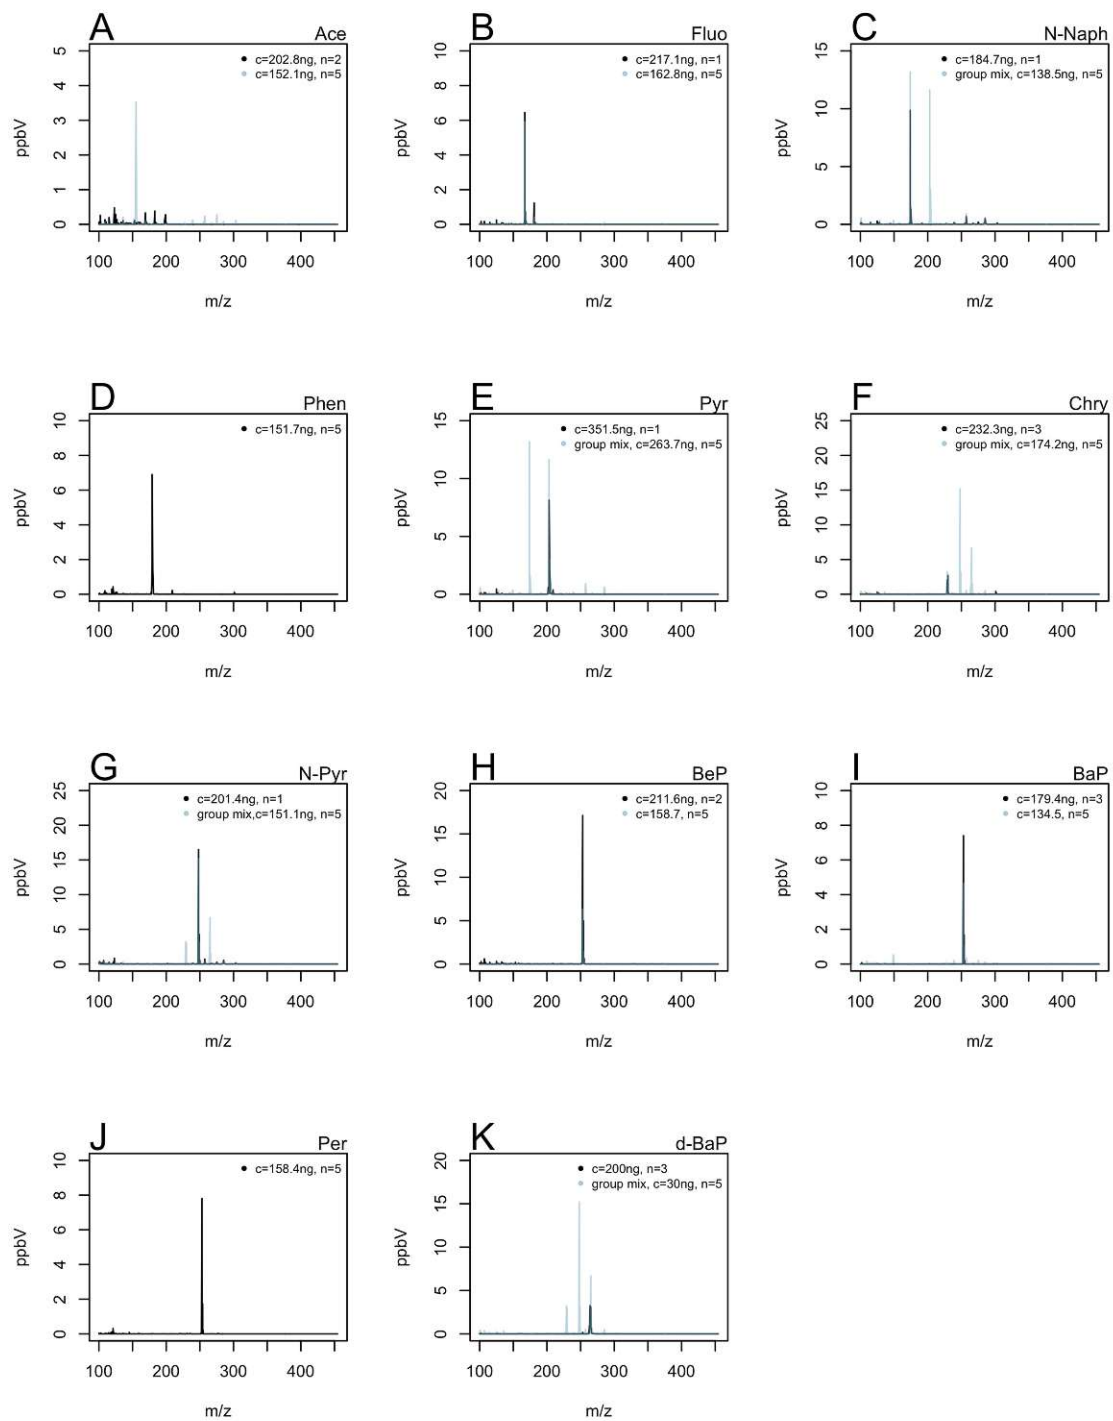 A
Ace
c=202.8ng, n=2
c=152.1ng, n=5
5
4
3
2
1
0
ppbV
100 200 300 400
m/z
B
Fluo
c=217.1ng, n=1
c=162.8ng, n=5
10
8
6
4
2
0
ppbV
100 200 300 400
m/z
C
N-Naph
c=184.7ng, n=1
group mix, c=138.5ng, n=5
15
10
5
0
ppbV
100 200 300 400
m/z
D
Phen
c=151.7ng, n=5
10
8
6
4
2
0
ppbV
100 200 300 400
m/z
E
Pyr
c=351.5ng, n=1
group mix, c=263.7ng, n=5
15
10
5
0
ppbV
100 200 300 400
m/z
F
Chry
c=232.3ng, n=3
group mix, c=174.2ng, n=5
25
20
15
10
5
0
ppbV
100 200 300 400
m/z
G
N-Pyr
c=201.4ng, n=1
group mix,c=151.1ng, n=5
25
20
15
10
5
0
ppbV
100 200 300 400
m/z
H
BeP
c=211.6ng, n=2
c=158.7, n=5
20
15
10
5
0
ppbV
100 200 300 400
m/z
I
BaP
c=179.4ng, n=3
c=134.5, n=5
10
8
6
4
2
0
ppbV
100 200 300 400
m/z
J
Per
c=158.4ng, n=5
10
8
6
4
2
0
ppbV
100 200 300 400
m/z
K
d-BaP
c=200ng, n=3
group mix, c=30ng, n=5
20
15
10
5
0
ppbV
100 200 300 400
m/z